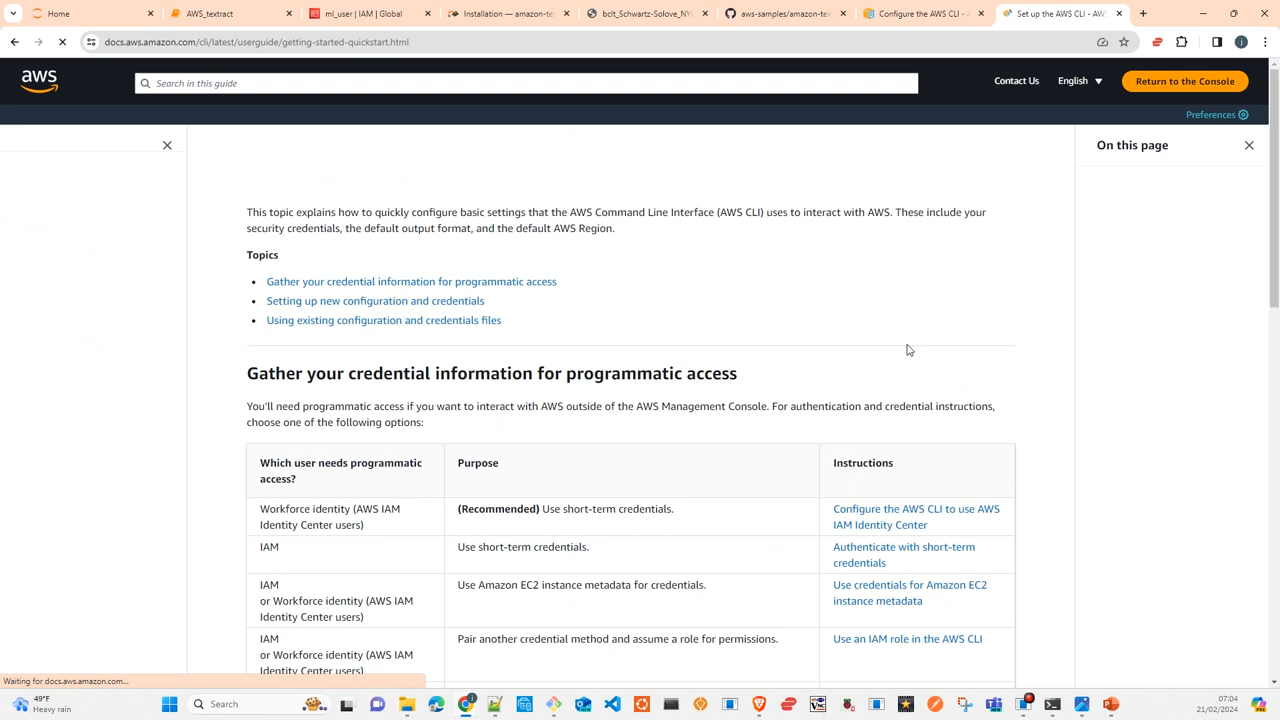 Home
AWS_textract
ml_user | IAM | Global
Installation — amazon-te
bclt_Schwartz-Solove_NYU
aws-samples/amazon-tex
Configure the AWS CLI - a
Set up the AWS CLI - AWS
docs.aws.amazon.com/cli/latest/userguide/getting-started-quickstart.html
aws
Search in this guide
Contact Us
English
Return to the Console
Preferences
On this page
This topic explains how to quickly configure basic settings that the AWS Command Line Interface (AWS CLI) uses to interact with AWS. These include your
security credentials, the default output format, and the default AWS Region.
Topics
• Gather your credential information for programmatic access
• Setting up new configuration and credentials
• Using existing configuration and credentials files
Gather your credential information for programmatic access
You'll need programmatic access if you want to interact with AWS outside of the AWS Management Console. For authentication and credential instructions,
choose one of the following options:
Which user needs programmatic
access?
Purpose
Instructions
Workforce identity (AWS IAM
Identity Center users)
(Recommended) Use short-term credentials.
Configure the AWS CLI to use AWS
IAM Identity Center
IAM
Use short-term credentials.
Authenticate with short-term
credentials
IAM
or Workforce identity (AWS IAM
Identity Center users)
Use Amazon EC2 instance metadata for credentials.
Use credentials for Amazon EC2
instance metadata
IAM
or Workforce identity (AWS IAM
Identity Center users)
Pair another credential method and assume a role for permissions.
Use an IAM role in the AWS CLI
Waiting for docs.aws.amazon.com...
49°F
Heavy rain
Search
07:04
21/02/2024